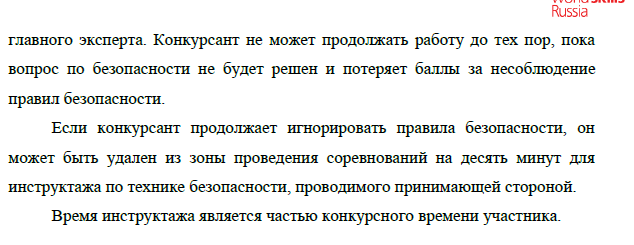 Russia
главного эксперта. Конкурсант не может продолжать работу до тех пор, пока
вопрос по безопасности не будет решен и потеряет баллы за несоблюдение
правил безопасности.
Если конкурсант продолжает игнорировать правила безопасности, он
может быть удален из зоны проведения соревнований на десять минут для
инструктажа по технике безопасности, проводимого принимающей стороной.
Время инструктажа является частью конкурсного времени участника.